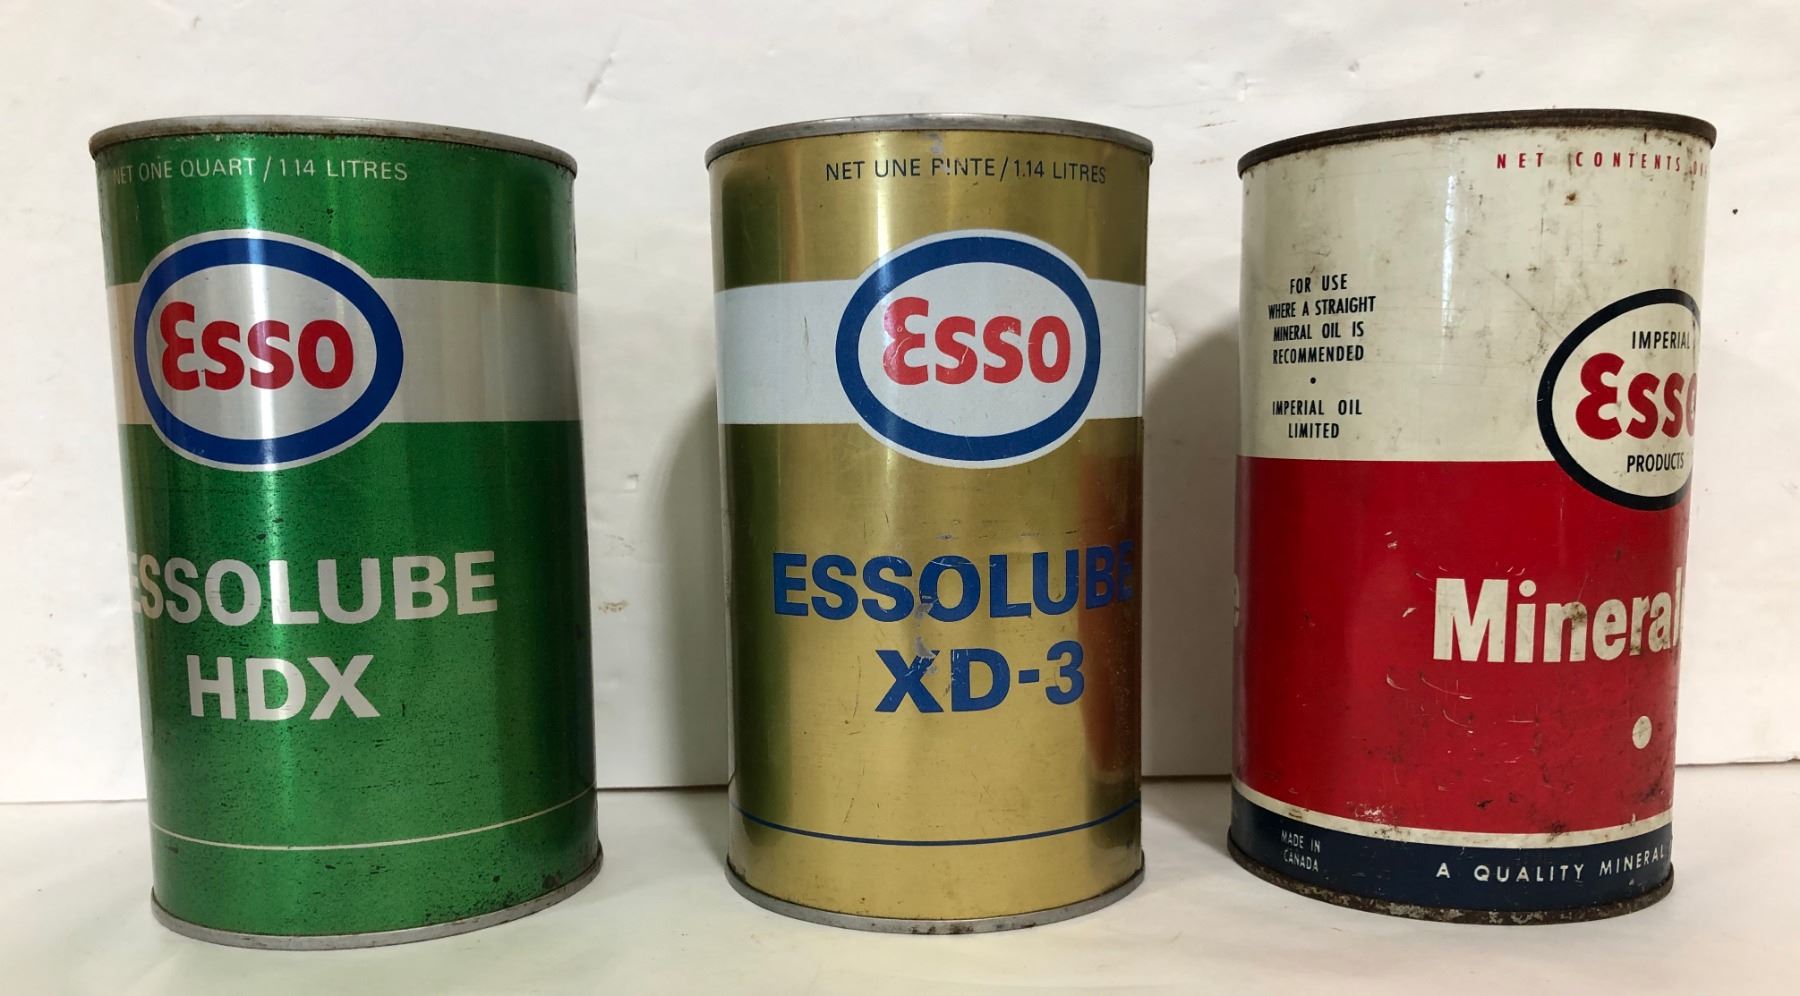 NET ONE QUART / 1.14 LITRES
Esso
ESSOLUBE
HDX
NET UNE PINTE / 1.14 LITRES
Esso
ESSOLUBE
XD-3
NET CONTENTS
FOR USE
WHERE A STRAIGHT
MINERAL OIL IS
RECOMMENDED
•
IMPERIAL OIL
LIMITED
IMPERIAL
Esso
PRODUCTS
Mineral
MADE IN
CANADA
A QUALITY MINERAL